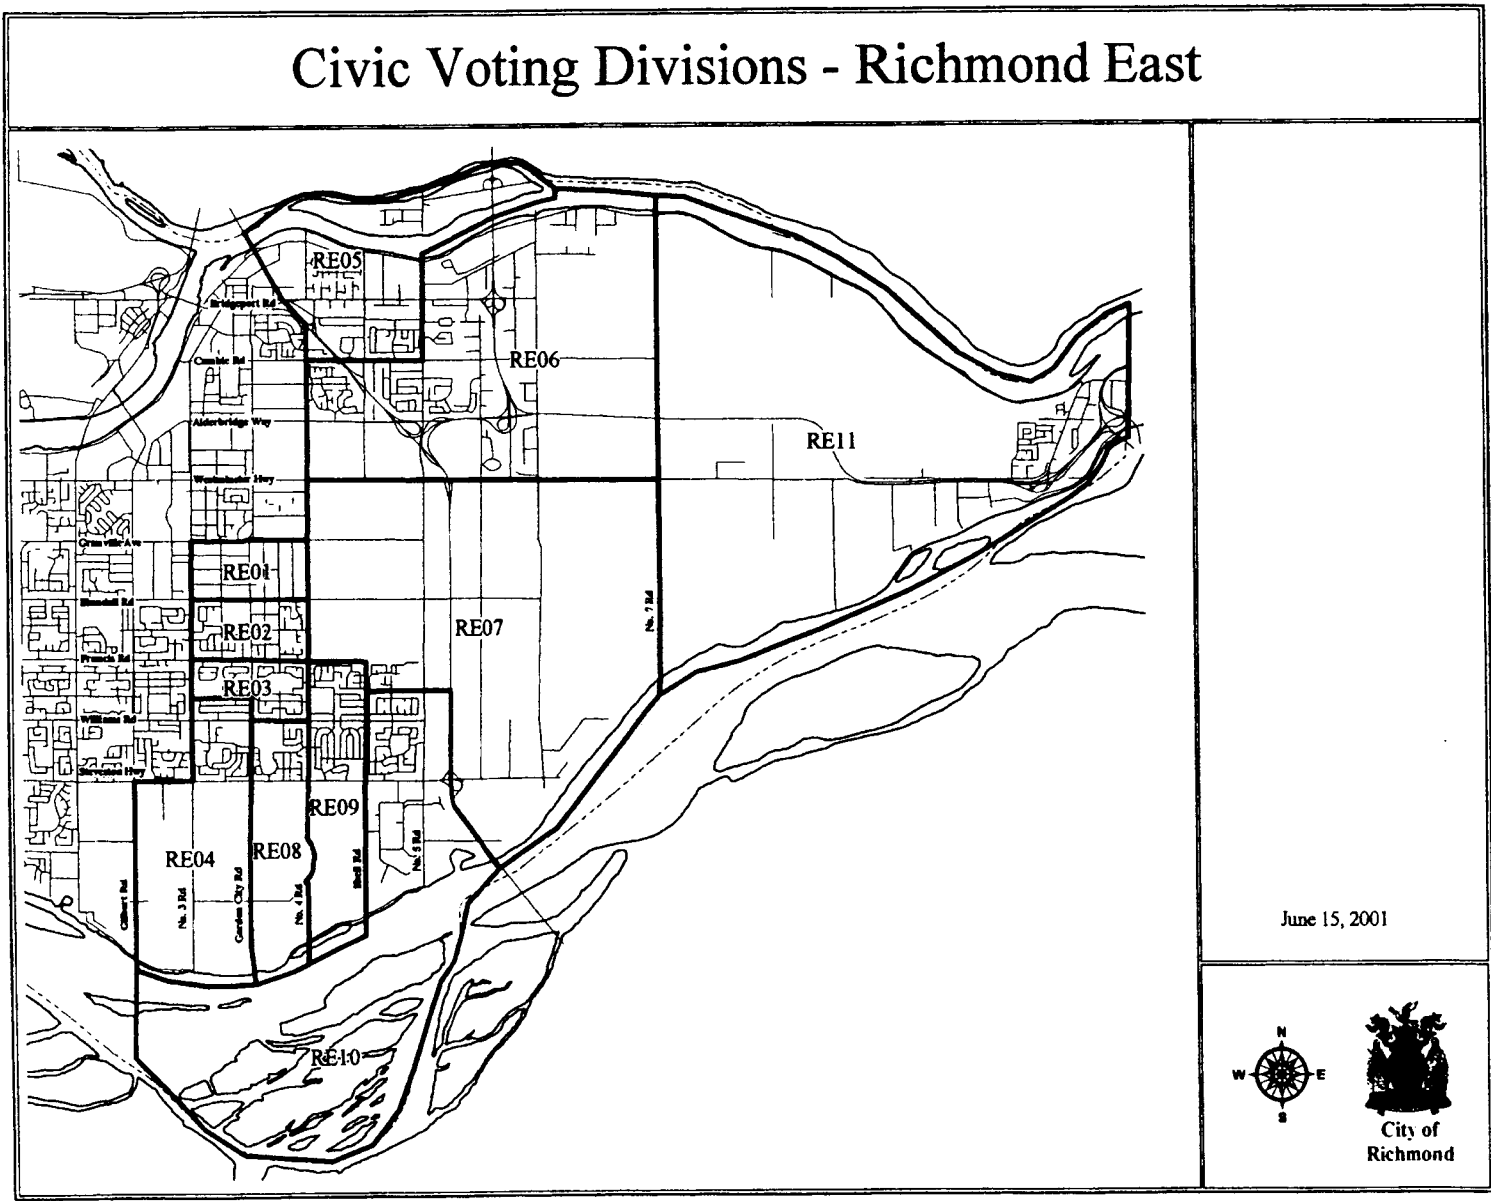 Civic Voting Divisions - Richmond East
RE05
Bridgeport Rd
Cambie Rd
RE06
Alderbridge Way
RE11
Westminster Hwy
Granville Ave
RE01
Blundell Rd
No. 7 Rd
RE02
RE07
Francis Rd
RE03
Williams Rd
Steveston Hwy
RE09
RE04
RE08
Gilbert Rd
No. 3 Rd
Garden City Rd
No. 4 Rd
Shell Rd
No. 5 Rd
RE10
June 15, 2001
N
W
E
S
City of
Richmond